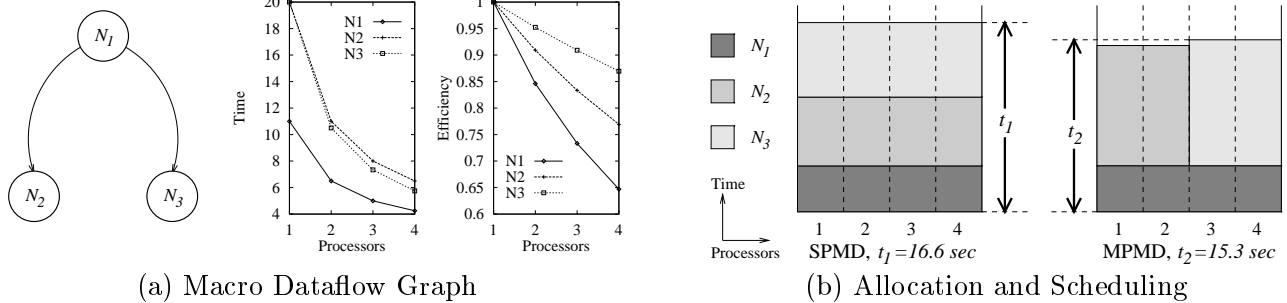 N1
N2
N3
Time
20
18
16
14
12
10
8
6
4
1
2
3
4
Processors
N1
N2
N3
Efficiency
1
0.95
0.9
0.85
0.8
0.75
0.7
0.65
0.6
1
2
3
4
Processors
N1
N2
N3
(a) Macro Dataflow Graph
N1
N2
N3
Time
Processors
t1
1 2 3 4
SPMD, t1=16.6 sec
t2
1 2 3 4
MPMD, t2=15.3 sec
(b) Allocation and Scheduling